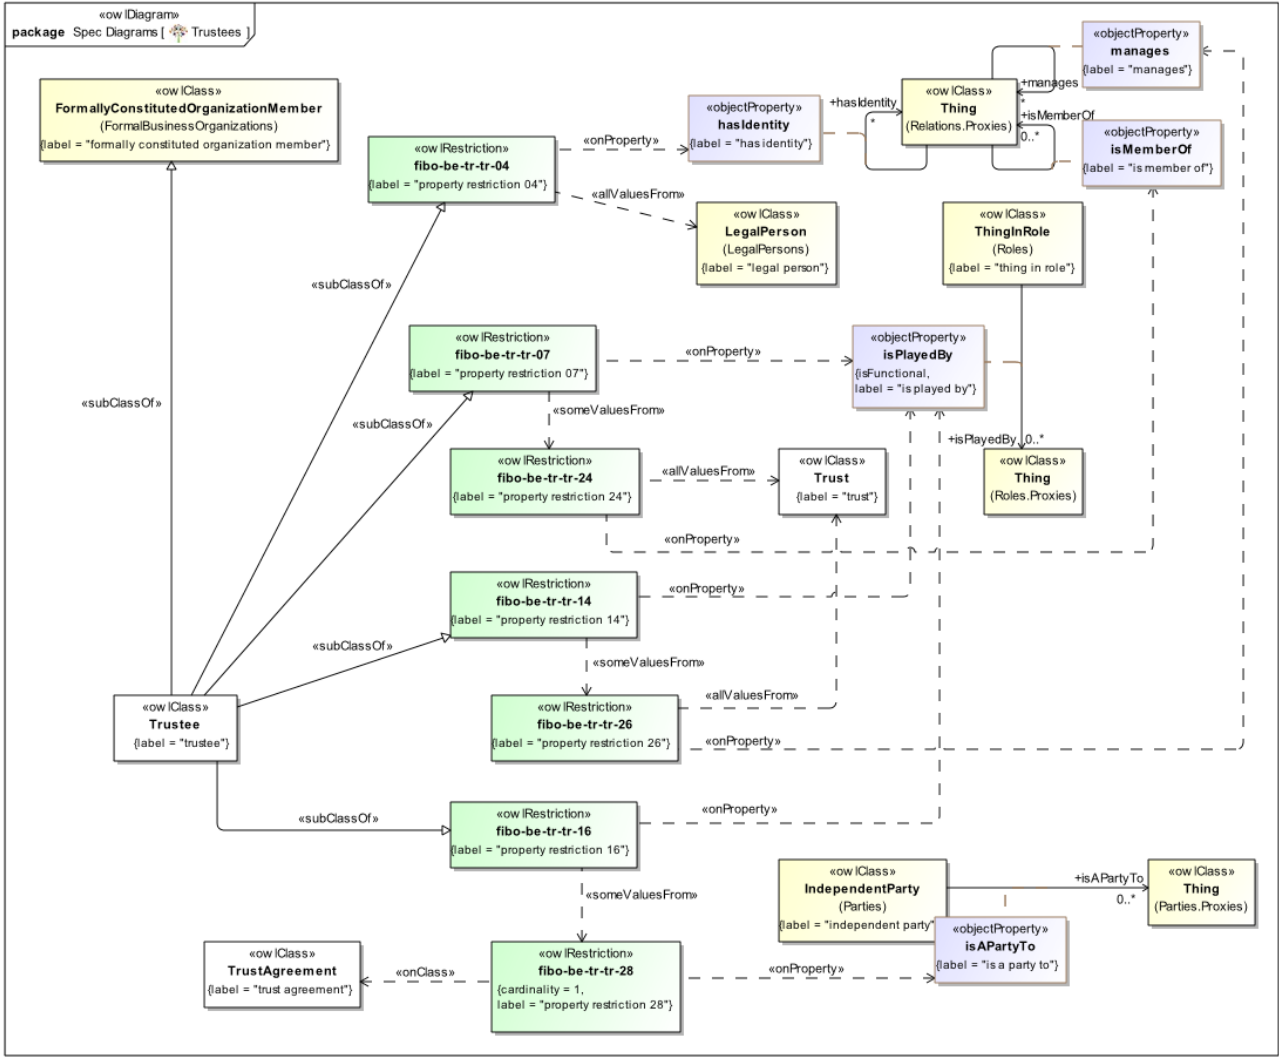 «owlDiagram»
package Spec Diagrams [ Trustees ]
«owlClass»
FormallyConstitutedOrganizationMember
(FormalBusinessOrganizations)
{label = "formally constituted organization member"}
«owlRestriction»
fibo-be-tr-tr-04
{label = "property restriction 04"}
«onProperty»
«allValuesFrom»
«objectProperty»
hasIdentity
{label = "has identity"}
+hasIdentity
*
«owlClass»
Thing
(Relations.Proxies)
+manages
*
+isMemberOf
0..*
«objectProperty»
manages
{label = "manages"}
«objectProperty»
isMemberOf
{label = "is member of"}
«owlClass»
LegalPerson
(LegalPersons)
{label = "legal person"}
«owlClass»
ThingInRole
(Roles)
{label = "thing in role"}
«subClassOf»
«subClassOf»
«subClassOf»
«owlRestriction»
fibo-be-tr-tr-07
{label = "property restriction 07"}
«onProperty»
«someValuesFrom»
«objectProperty»
isPlayedBy
{isFunctional,
label = "is played by"}
+isPlayedBy 0..*
«owlClass»
Thing
(Roles.Proxies)
«owlRestriction»
fibo-be-tr-tr-24
{label = "property restriction 24"}
«allValuesFrom»
«onProperty»
«owlClass»
Trust
{label = "trust"}
«owlRestriction»
fibo-be-tr-tr-14
{label = "property restriction 14"}
«onProperty»
«subClassOf»
«someValuesFrom»
«owlClass»
Trustee
{label = "trustee"}
«owlRestriction»
fibo-be-tr-tr-26
{label = "property restriction 26"}
«allValuesFrom»
«onProperty»
«subClassOf»
«owlRestriction»
fibo-be-tr-tr-16
{label = "property restriction 16"}
«onProperty»
«someValuesFrom»
«owlClass»
IndependentParty
(Parties)
{label = "independent party"
+isAPartyTo
0..*
«owlClass»
Thing
(Parties.Proxies)
«objectProperty»
isAPartyTo
{label = "is a party to"}
«owlClass»
TrustAgreement
{label = "trust agreement"}
«onClass»
«owlRestriction»
fibo-be-tr-tr-28
{cardinality = 1,
label = "property restriction 28"}
«onProperty»